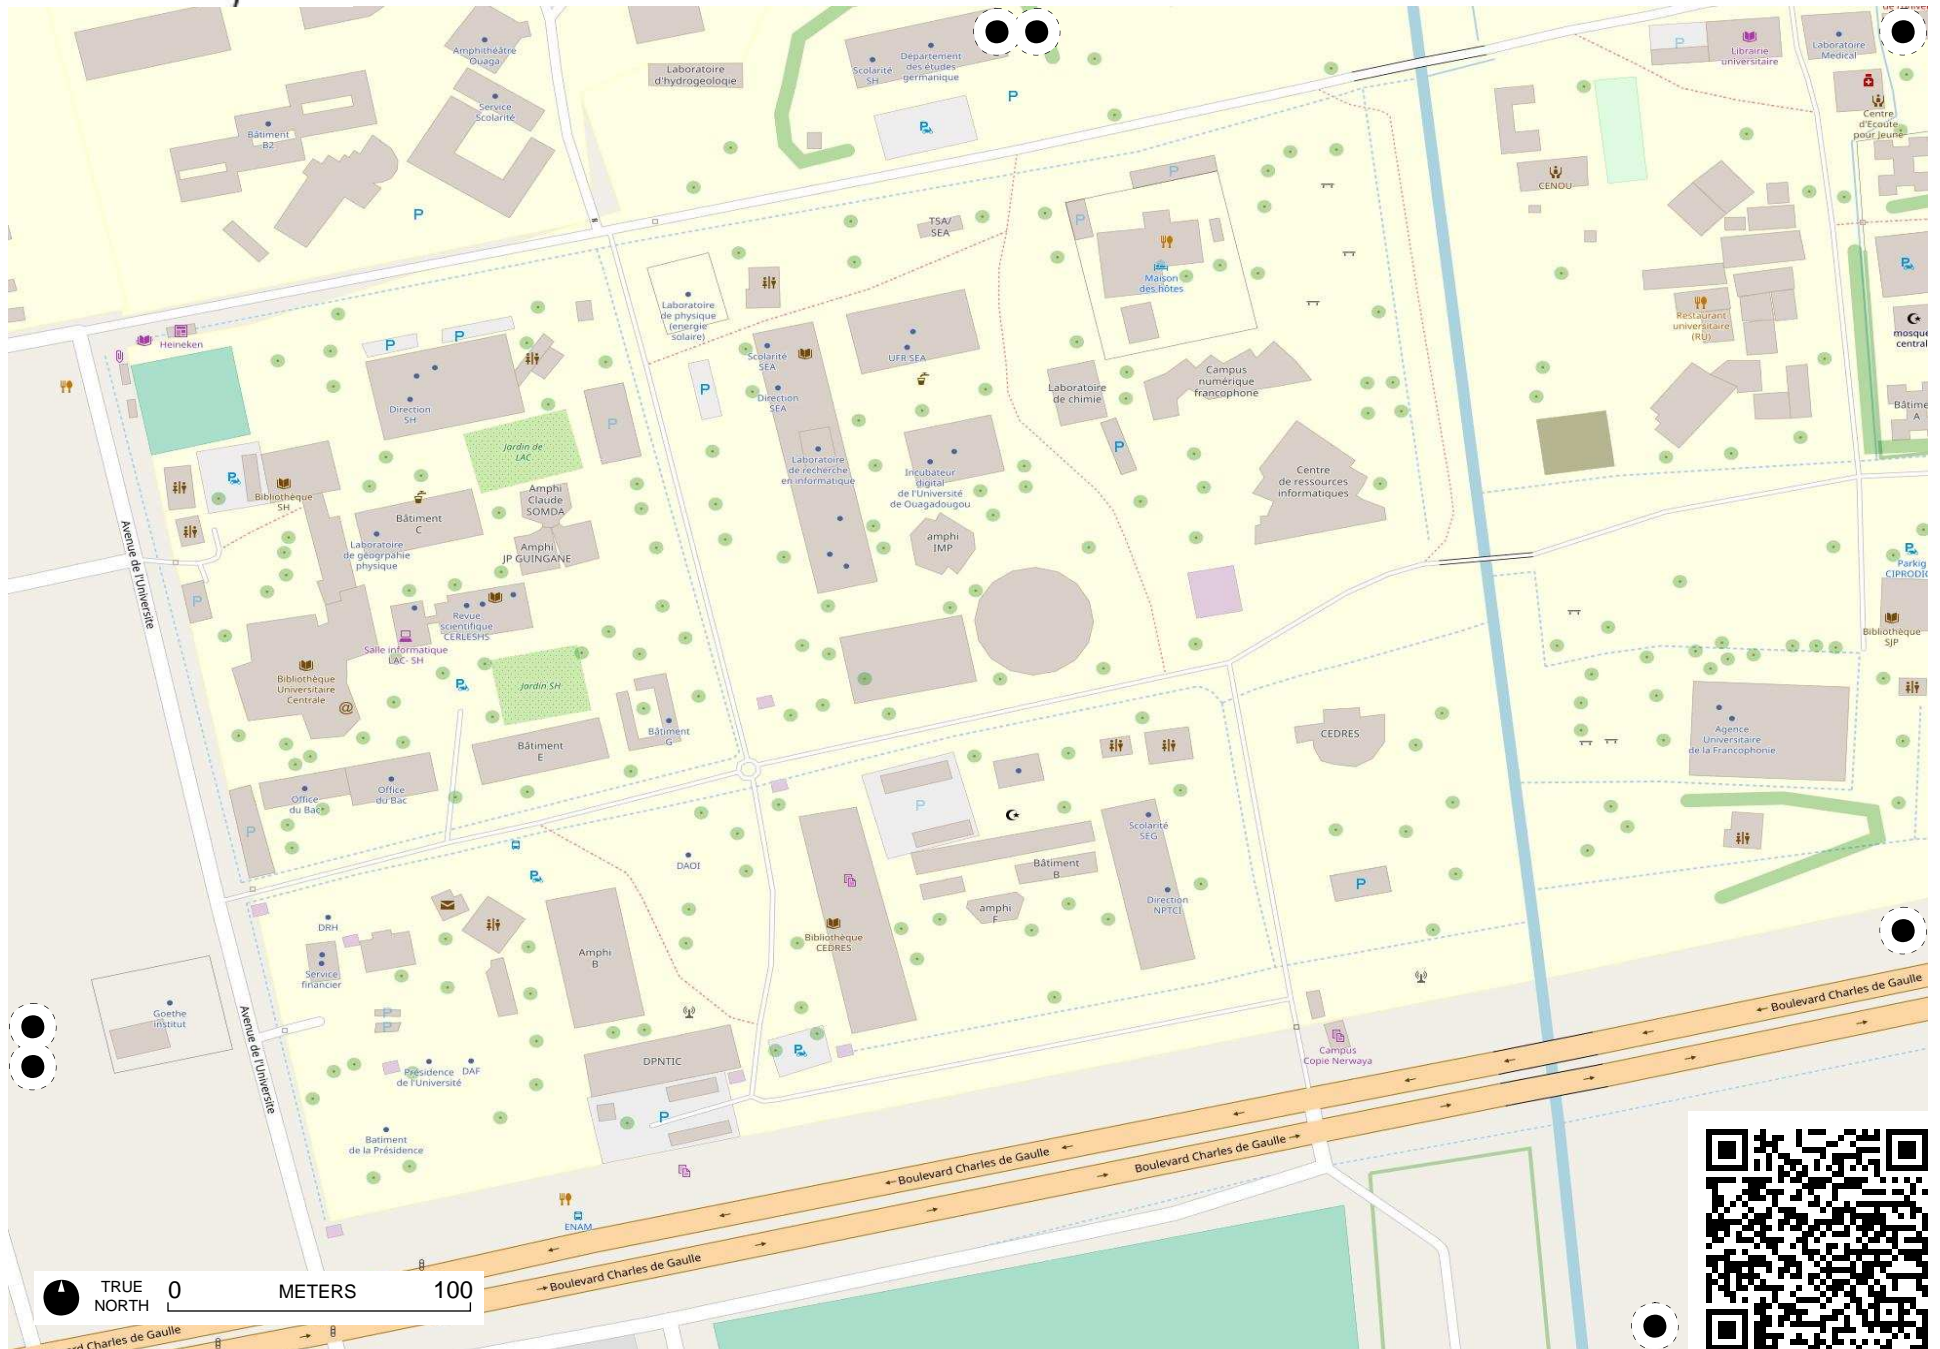 Amphithéâtre
Ouaga
Service
Scolarité
Bâtiment
B2
P
Laboratoire
d'hydrogeologie
Scolarité
SH
Département
des études
germanique
P
P
P
Librairie
universitaire
Laboratoire
Medical
Centre
d'Ecoute
pour Jeune
CENOU
TSA/
SEA
P
P
Maison
des hôtes
Laboratoire
de physique
(energie
solaire)
Restaurant
universitaire
(RU)
P
mosque
central
Heineken
P
P
Direction
SH
P
Jardin de
LAC
P
Scolarité
SEA
Direction
SEA
UFR SEA
Laboratoire
de chimie
P
Campus
numérique
francophone
Bâtime
A
Laboratoire
de recherche
en informatique
Incubateur
digital
de l'Université
de Ouagadougou
Centre
de ressources
informatiques
P
Bibliothèque
SH
Bâtiment
C
Amphi
Claude
SOMDA
Amphi
JP GUINGANE
Laboratoire
de géogrpahie
physique
amphi
IMP
Avenue de l'Universite
P
Revue
scientifique
CERLESHS
Salle informatique
LAC- SH
P
Parkig
CIPRODIC
Bibliothèque
SJP
Bibliothèque
Universitaire
Centrale
@
P
Jardin SH
Bâtiment
E
Bâtiment
G
CEDRES
Agence
Universitaire
de la Francophonie
Office
du Bac
Office
du Bac
P
P
Scolarité
SEG
Bâtiment
B
Direction
NPTCI
amphi
F
P
DAOI
P
DRH
Service
financier
Amphi
B
Bibliothèque
CEDRES
Goethe
Institut
Avenue de l'Universite
P
P
Présidence
de l'Université
DAF
DPNTIC
P
P
Campus
Copie Nerwaya
Batiment
de la Présidence
ENAM
Boulevard Charles de Gaulle
Boulevard Charles de Gaulle
Boulevard Charles de Gaulle
Boulevard Charles de Gaulle
rd Charles de Gaulle
TRUE
NORTH
0 METERS 100